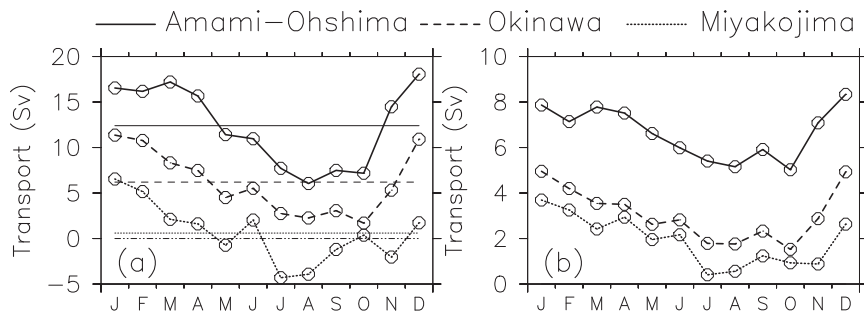 Amami-Ohshima Okinawa Miyakojima
Transport (Sv)
20
15
10
5
0
-5
(a)
J F M A M J J A S O N D
Transport (Sv)
10
8
6
4
2
0
(b)
J F M A M J J A S O N D